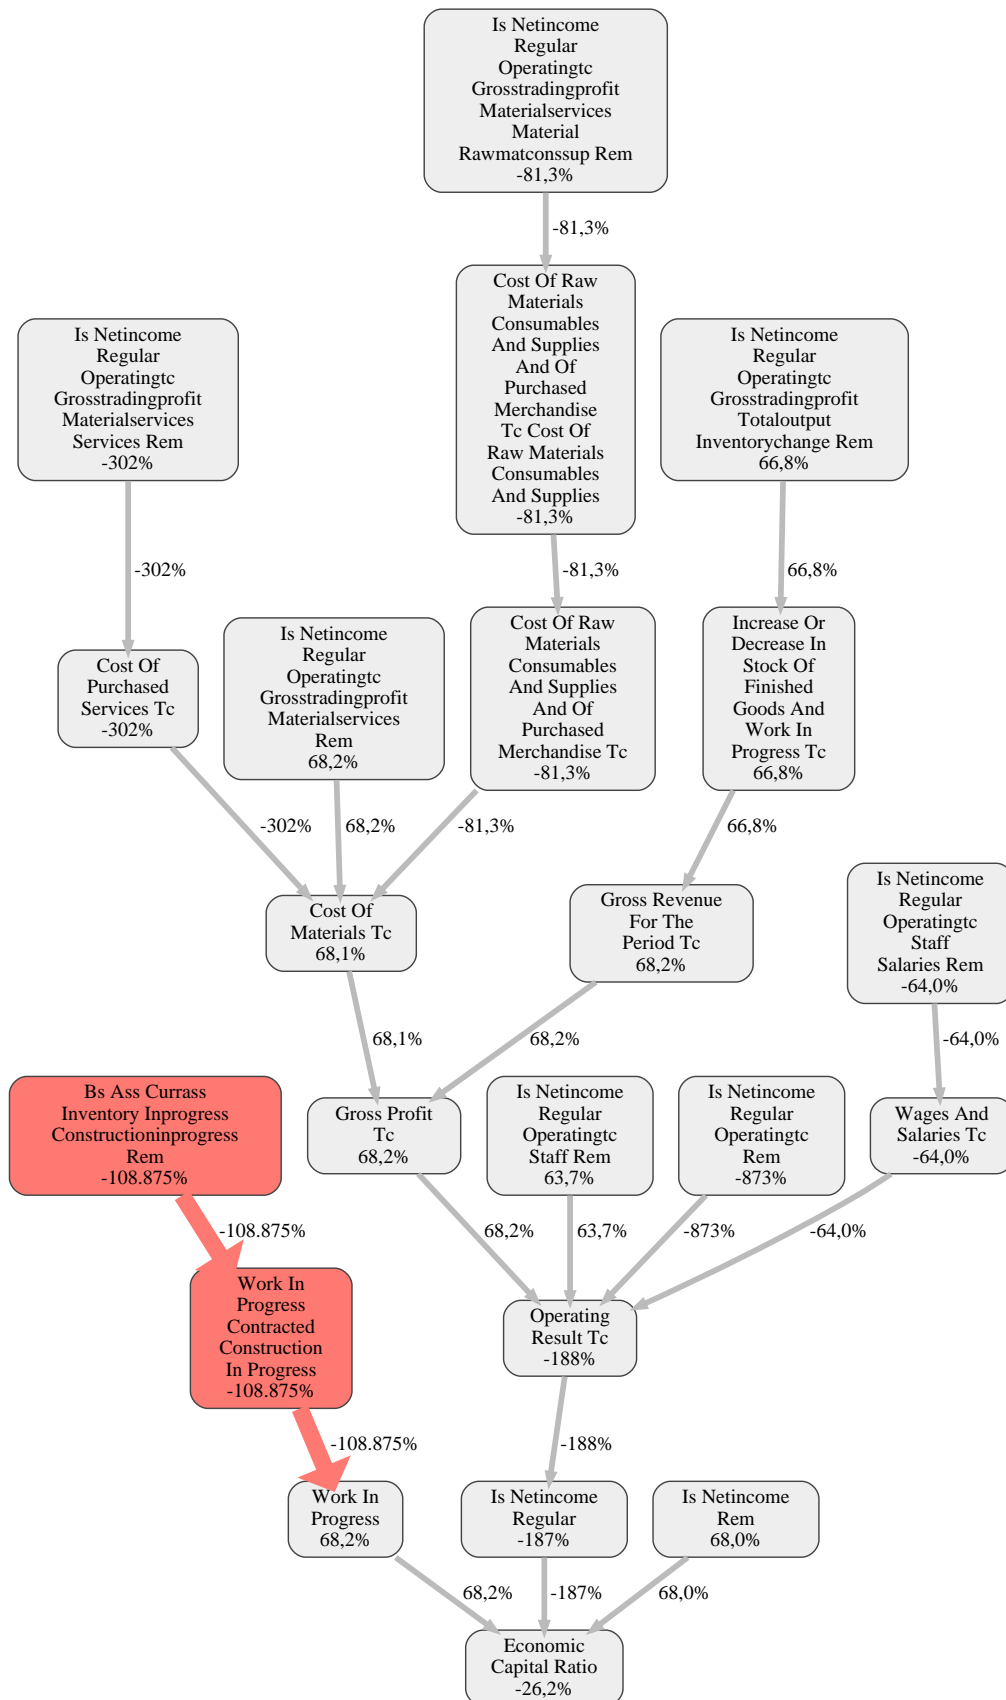 Is Netincome
Regular
Operatingtc
Grosstradingprofit
Materialservices
Material
Rawmatconssup Rem
-81,3%
-81,3%
Cost Of Raw
Materials
Consumables
And Supplies
And Of
Purchased
Merchandise
Tc Cost Of
Raw Materials
Consumables
And Supplies
-81,3%
Is Netincome
Regular
Operatingtc
Grosstradingprofit
Materialservices
Services Rem
-302%
Is Netincome
Regular
Operatingtc
Grosstradingprofit
Totaloutput
Inventorychange Rem
66,8%
-302%
-81,3%
66,8%
Cost Of
Purchased
Services Tc
-302%
Is Netincome
Regular
Operatingtc
Grosstradingprofit
Materialservices
Rem
68,2%
Cost Of Raw
Materials
Consumables
And Supplies
And Of
Purchased
Merchandise Tc
-81,3%
Increase Or
Decrease In
Stock Of
Finished
Goods And
Work In
Progress Tc
66,8%
-302%
68,2%
-81,3%
66,8%
Cost Of
Materials Tc
68,1%
Gross Revenue
For The
Period Tc
68,2%
Is Netincome
Regular
Operatingtc
Staff
Salaries Rem
-64,0%
68,1%
68,2%
-64,0%
Bs Ass Currass
Inventory Inprogress
Constructioninprogress
Rem
-108.875%
Gross Profit
Tc
68,2%
Is Netincome
Regular
Operatingtc
Staff Rem
63,7%
Is Netincome
Regular
Operatingtc
Rem
-873%
Wages And
Salaries Tc
-64,0%
-108.875%
68,2%
63,7%
-873%
-64,0%
Work In
Progress
Contracted
Construction
In Progress
-108.875%
Operating
Result Tc
-188%
-108.875%
-188%
Work In
Progress
68,2%
Is Netincome
Regular
-187%
Is Netincome
Rem
68,0%
68,2%
-187%
68,0%
Economic
Capital Ratio
-26,2%